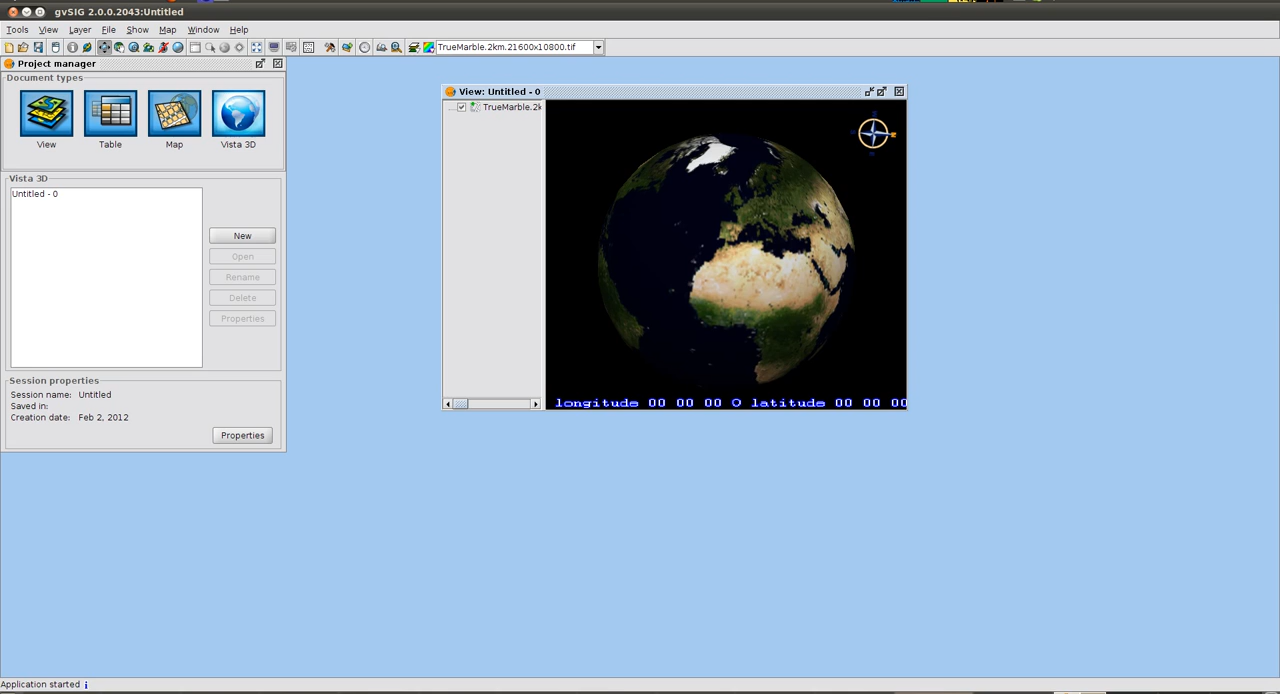 gvSIG 2.0.0.2043:Untitled
Tools View Layer File Show Map Window Help
TrueMarble.2km.21600x10800.tif
Project manager
Document types
View Table Map Vista 3D
Vista 3D
Untitled - 0
New
Open
Rename
Delete
Properties
Session properties
Session name: Untitled
Saved in:
Creation date: Feb 2, 2012
Properties
View: Untitled - 0
TrueMarble.2k
longitude 00 00 00 O latitude 00 00 00
Application started